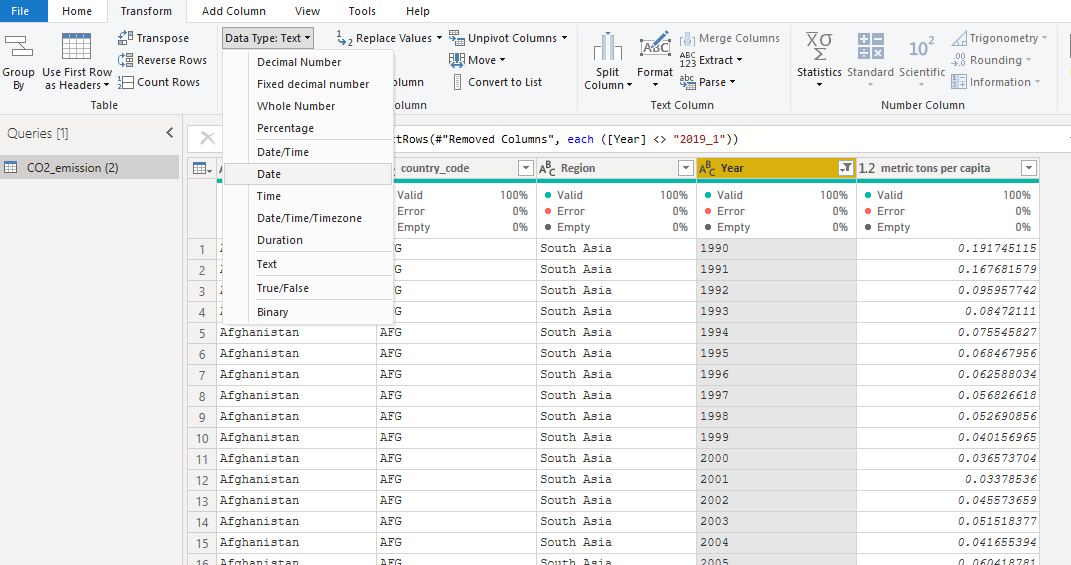 File Home Transform Add Column View Tools Help
Group By
Use First Row as Headers
Transpose
Reverse Rows
Count Rows
Table
Data Type: Text
Replace Values
Unpivot Columns
Move
Convert to List
Split Column
Format
Merge Columns
Extract
Parse
Text Column
Statistics
Standard
Scientific
Trigonometry
Rounding
Information
Number Column
Decimal Number
Fixed decimal number
Whole Number
Percentage
Date/Time
Date
Time
Date/Time/Timezone
Duration
Text
True/False
Binary
Queries [1]
CO2_emission (2)
(#"Removed Columns", each ([Year] <> "2019_1"))
country_code Region Year 1.2 metric tons per capita
Valid Valid 100% Valid 100% Valid 100% Valid 100%
Error 0% Error 0% Error 0% Error 0%
Empty 0% Empty 0% Empty 0% Empty 0%
1 South Asia 1990 0.191745115
2 South Asia 1991 0.167681579
3 South Asia 1992 0.095957742
4 South Asia 1993 0.08472111
5 Afghanistan AFG South Asia 1994 0.075545827
6 Afghanistan AFG South Asia 1995 0.068467956
7 Afghanistan AFG South Asia 1996 0.062588034
8 Afghanistan AFG South Asia 1997 0.056826618
9 Afghanistan AFG South Asia 1998 0.052690856
10 Afghanistan AFG South Asia 1999 0.040156965
11 Afghanistan AFG South Asia 2000 0.036573704
12 Afghanistan AFG South Asia 2001 0.03378536
13 Afghanistan AFG South Asia 2002 0.045573659
14 Afghanistan AFG South Asia 2003 0.051518377
15 Afghanistan AFG South Asia 2004 0.041655394
16 Afghanistan AFG South Asia 2005 0.060418781